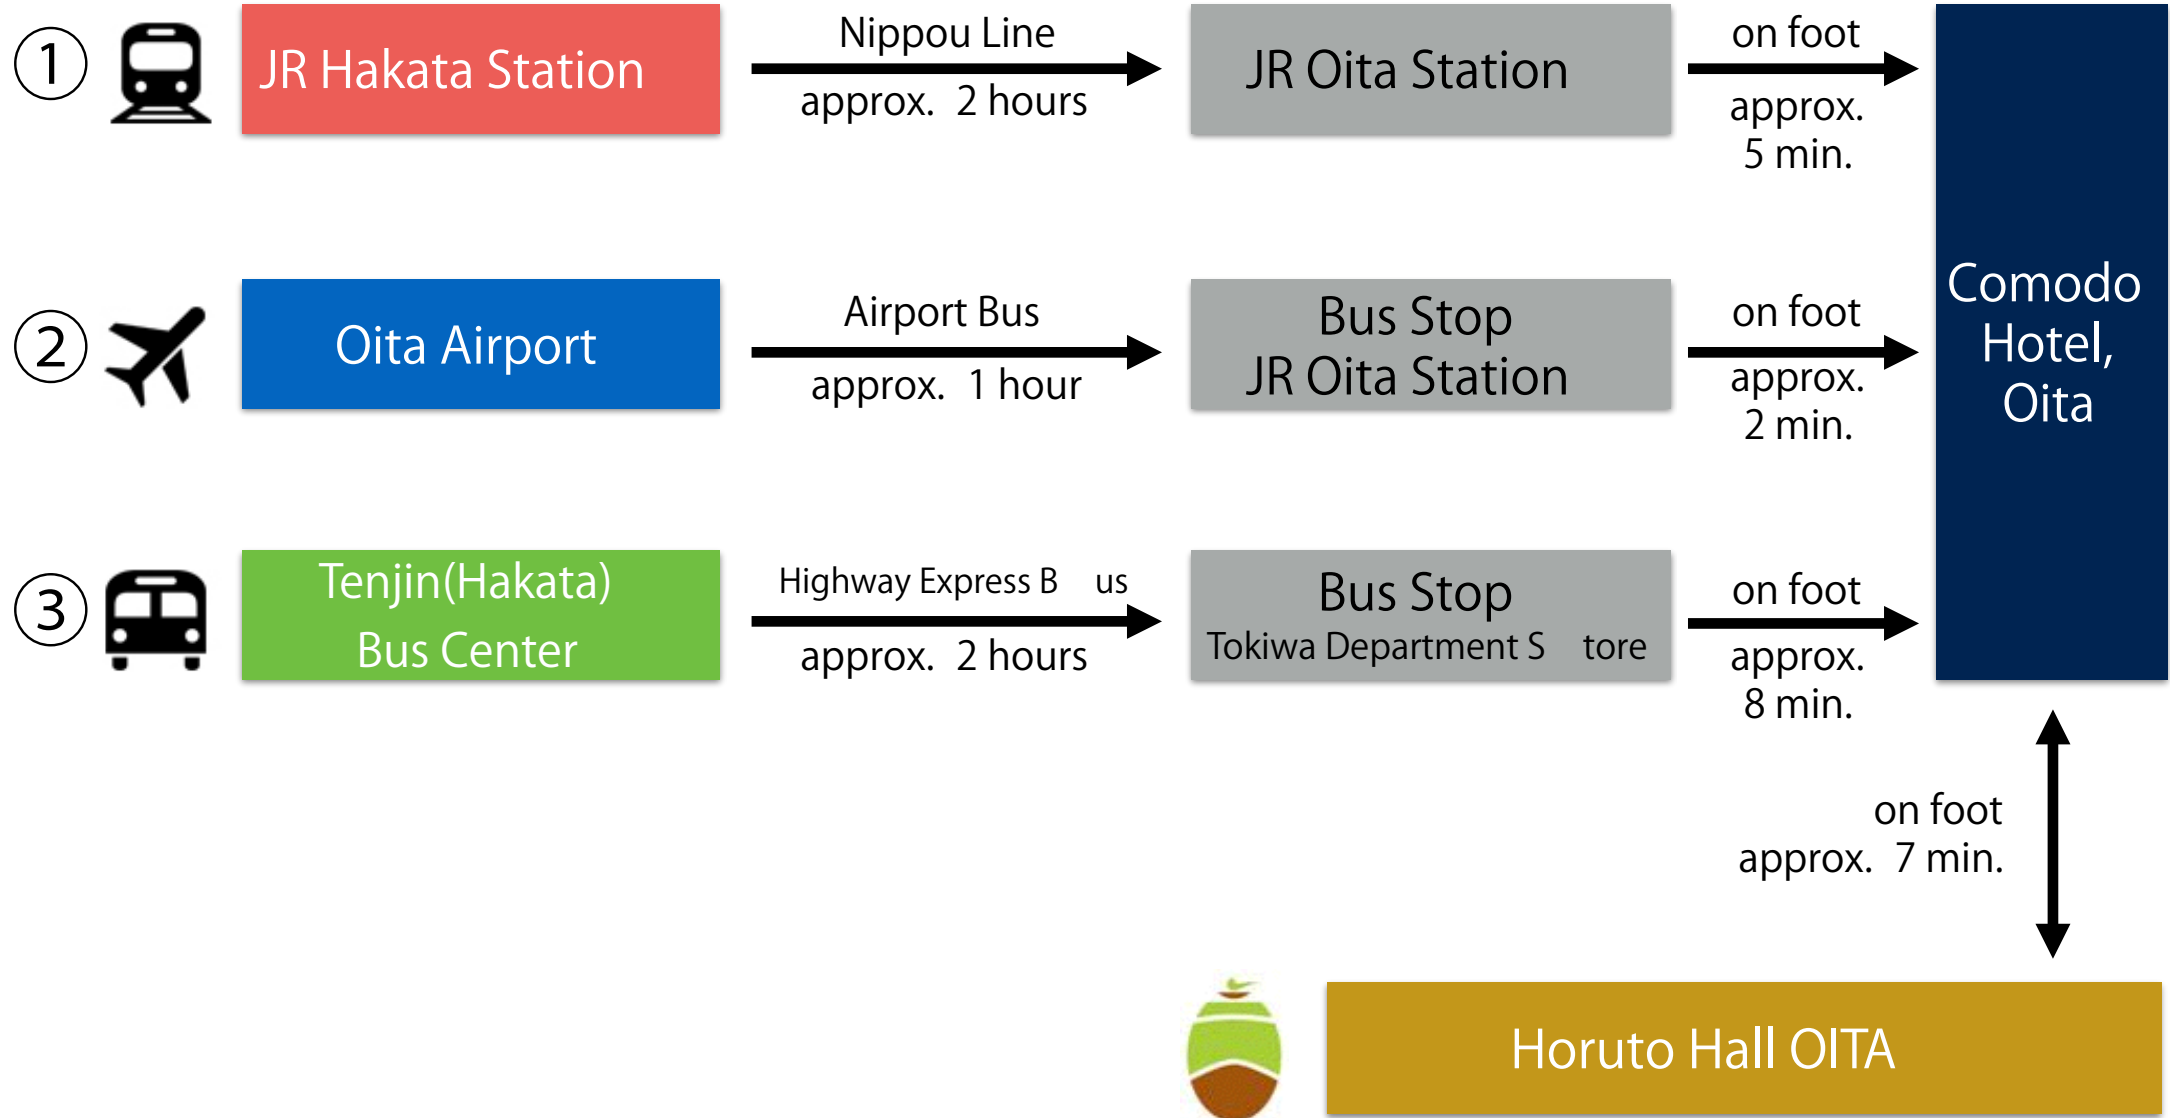 ①
JR Hakata Station
Nippou Line
approx. 2 hours
JR Oita Station
on foot
approx.
5 min.
②
Oita Airport
Airport Bus
approx. 1 hour
Bus Stop
JR Oita Station
on foot
approx.
2 min.
Comodo
Hotel,
Oita
③
Tenjin(Hakata)
Bus Center
Highway Express B us
approx. 2 hours
Bus Stop
Tokiwa Department S tore
on foot
approx.
8 min.
on foot
approx. 7 min.
Horuto Hall OITA